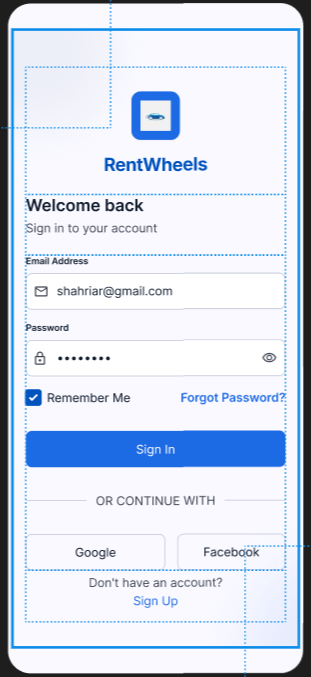 RentWheels
Welcome back
Sign in to your account
Email Address
shahriar@gmail.com
Password
••••••••
Remember Me Forgot Password?
Sign In
OR CONTINUE WITH
Google Facebook
Don't have an account?
Sign Up